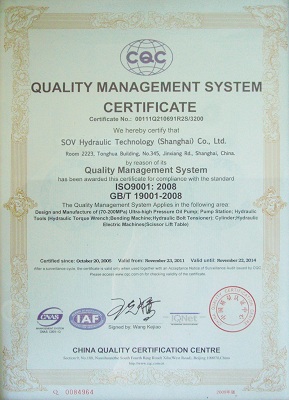 CQC
QUALITY MANAGEMENT SYSTEM
CERTIFICATE
Certificate No.: 00111Q210691R2S/3200
We hereby certify that
SOV Hydraulic Technology (Shanghai) Co., Ltd.
Room 2223, Tonghua Building, No.345, Jinxiang Rd., Shanghai, China.
by reason of its
Quality Management System
has been awarded this certificate for compliance with the standard
ISO9001: 2008
GB/T 19001-2008
The Quality Management System Applies in the following area:
Design and Manufacture of (70-200MPa) Ultra-high Pressure Oil Pump; Pump Station; Hydraulic
Tools (Hydraulic Torque Wrench;Bending Machine;Hydraulic Bolt Tensioner); Cylinder;Hydraulic
Electric Machines(Scissor Lift Table)
Certified since: October 20, 2005 Valid from: November 23, 2011 Valid until: November 22, 2014
CNAS
IAF
IQNet
Signed by: Wang Kejiao
CHINA QUALITY CERTIFICATION CENTRE
0084964